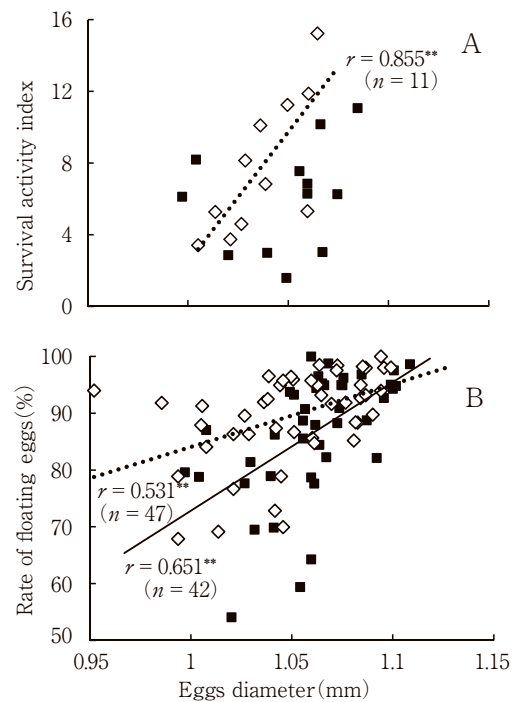 16
12
8
4
0
Survival activity index
A
r = 0.855**
(n = 11)
100
90
80
70
60
50
Rate of floating eggs(%)
B
r = 0.531**
(n = 47)
r = 0.651**
(n = 42)
0.95 1 1.05 1.1 1.15
Eggs diameter(mm)